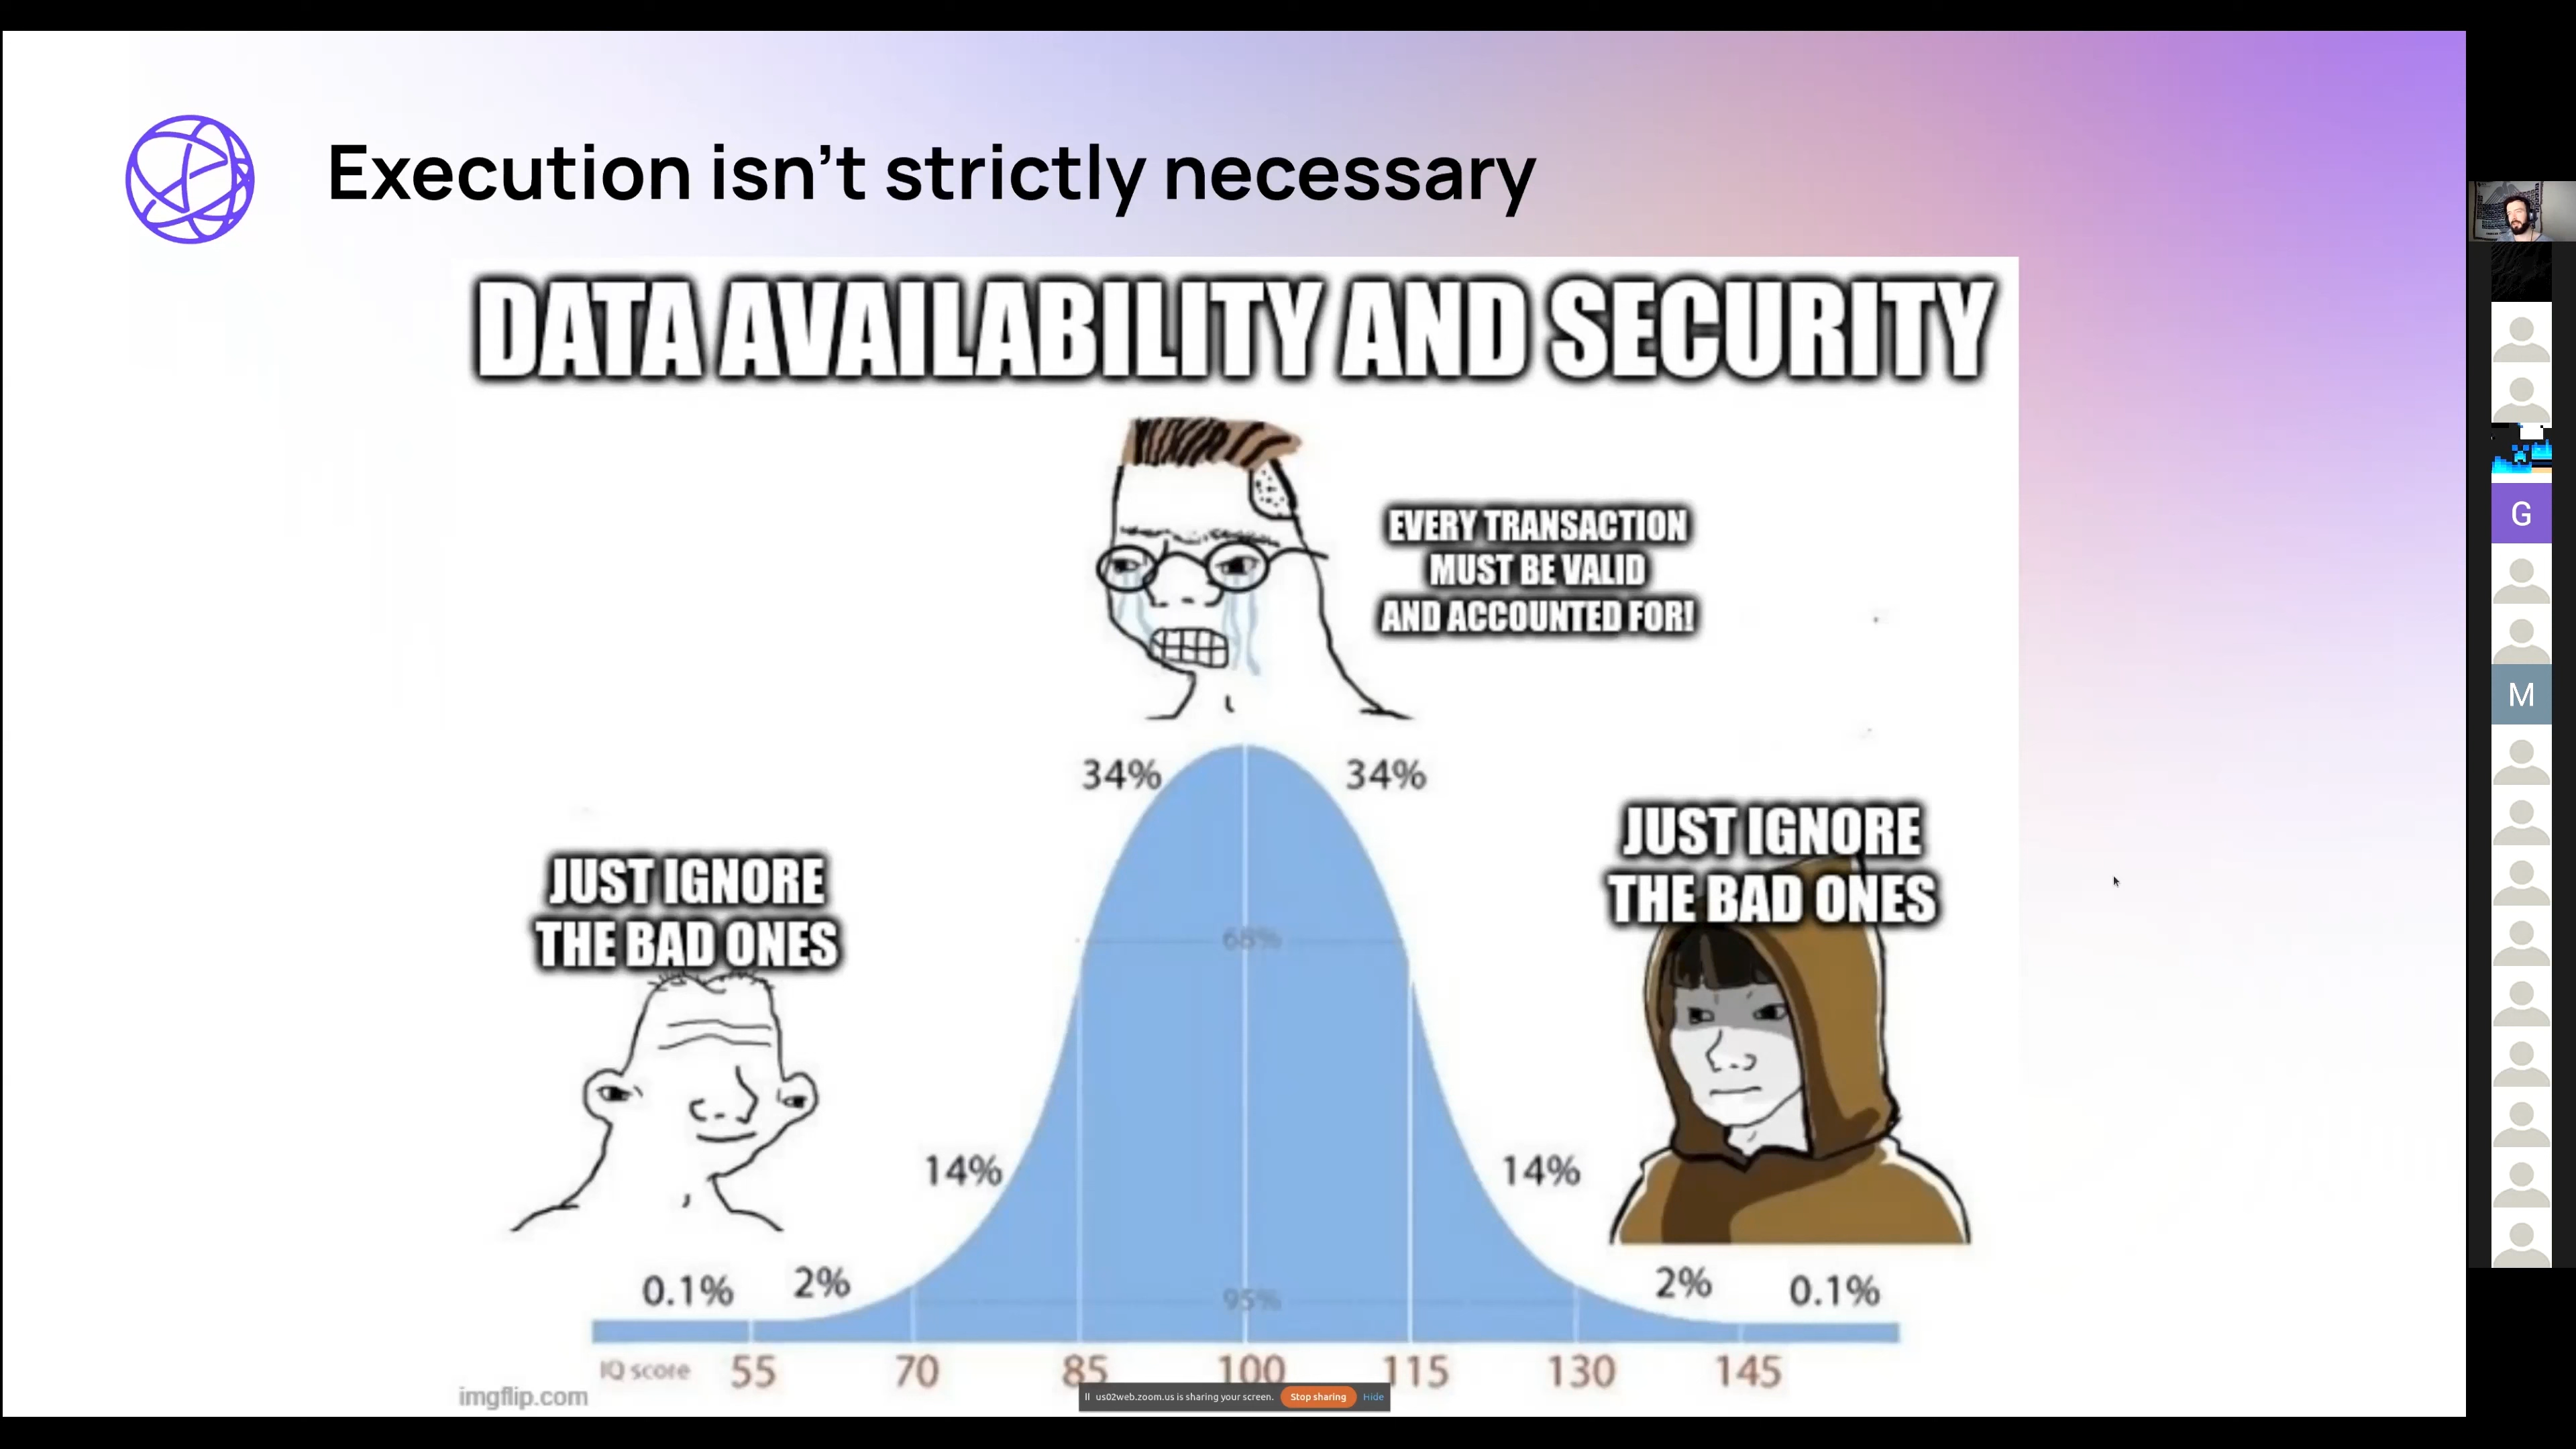 Execution isn't strictly necessary
DATA AVAILABILITY AND SECURITY
EVERY TRANSACTION
MUST BE VALID
AND ACCOUNTED FOR!
34%
34%
JUST IGNORE
THE BAD ONES
JUST IGNORE
THE BAD ONES
68%
14%
14%
0.1%
2%
95%
2%
0.1%
IQ score
55
70
85
100
115
130
145
imgflip.com
us02web.zoom.us is sharing your screen.
Stop sharing
Hide
G
M